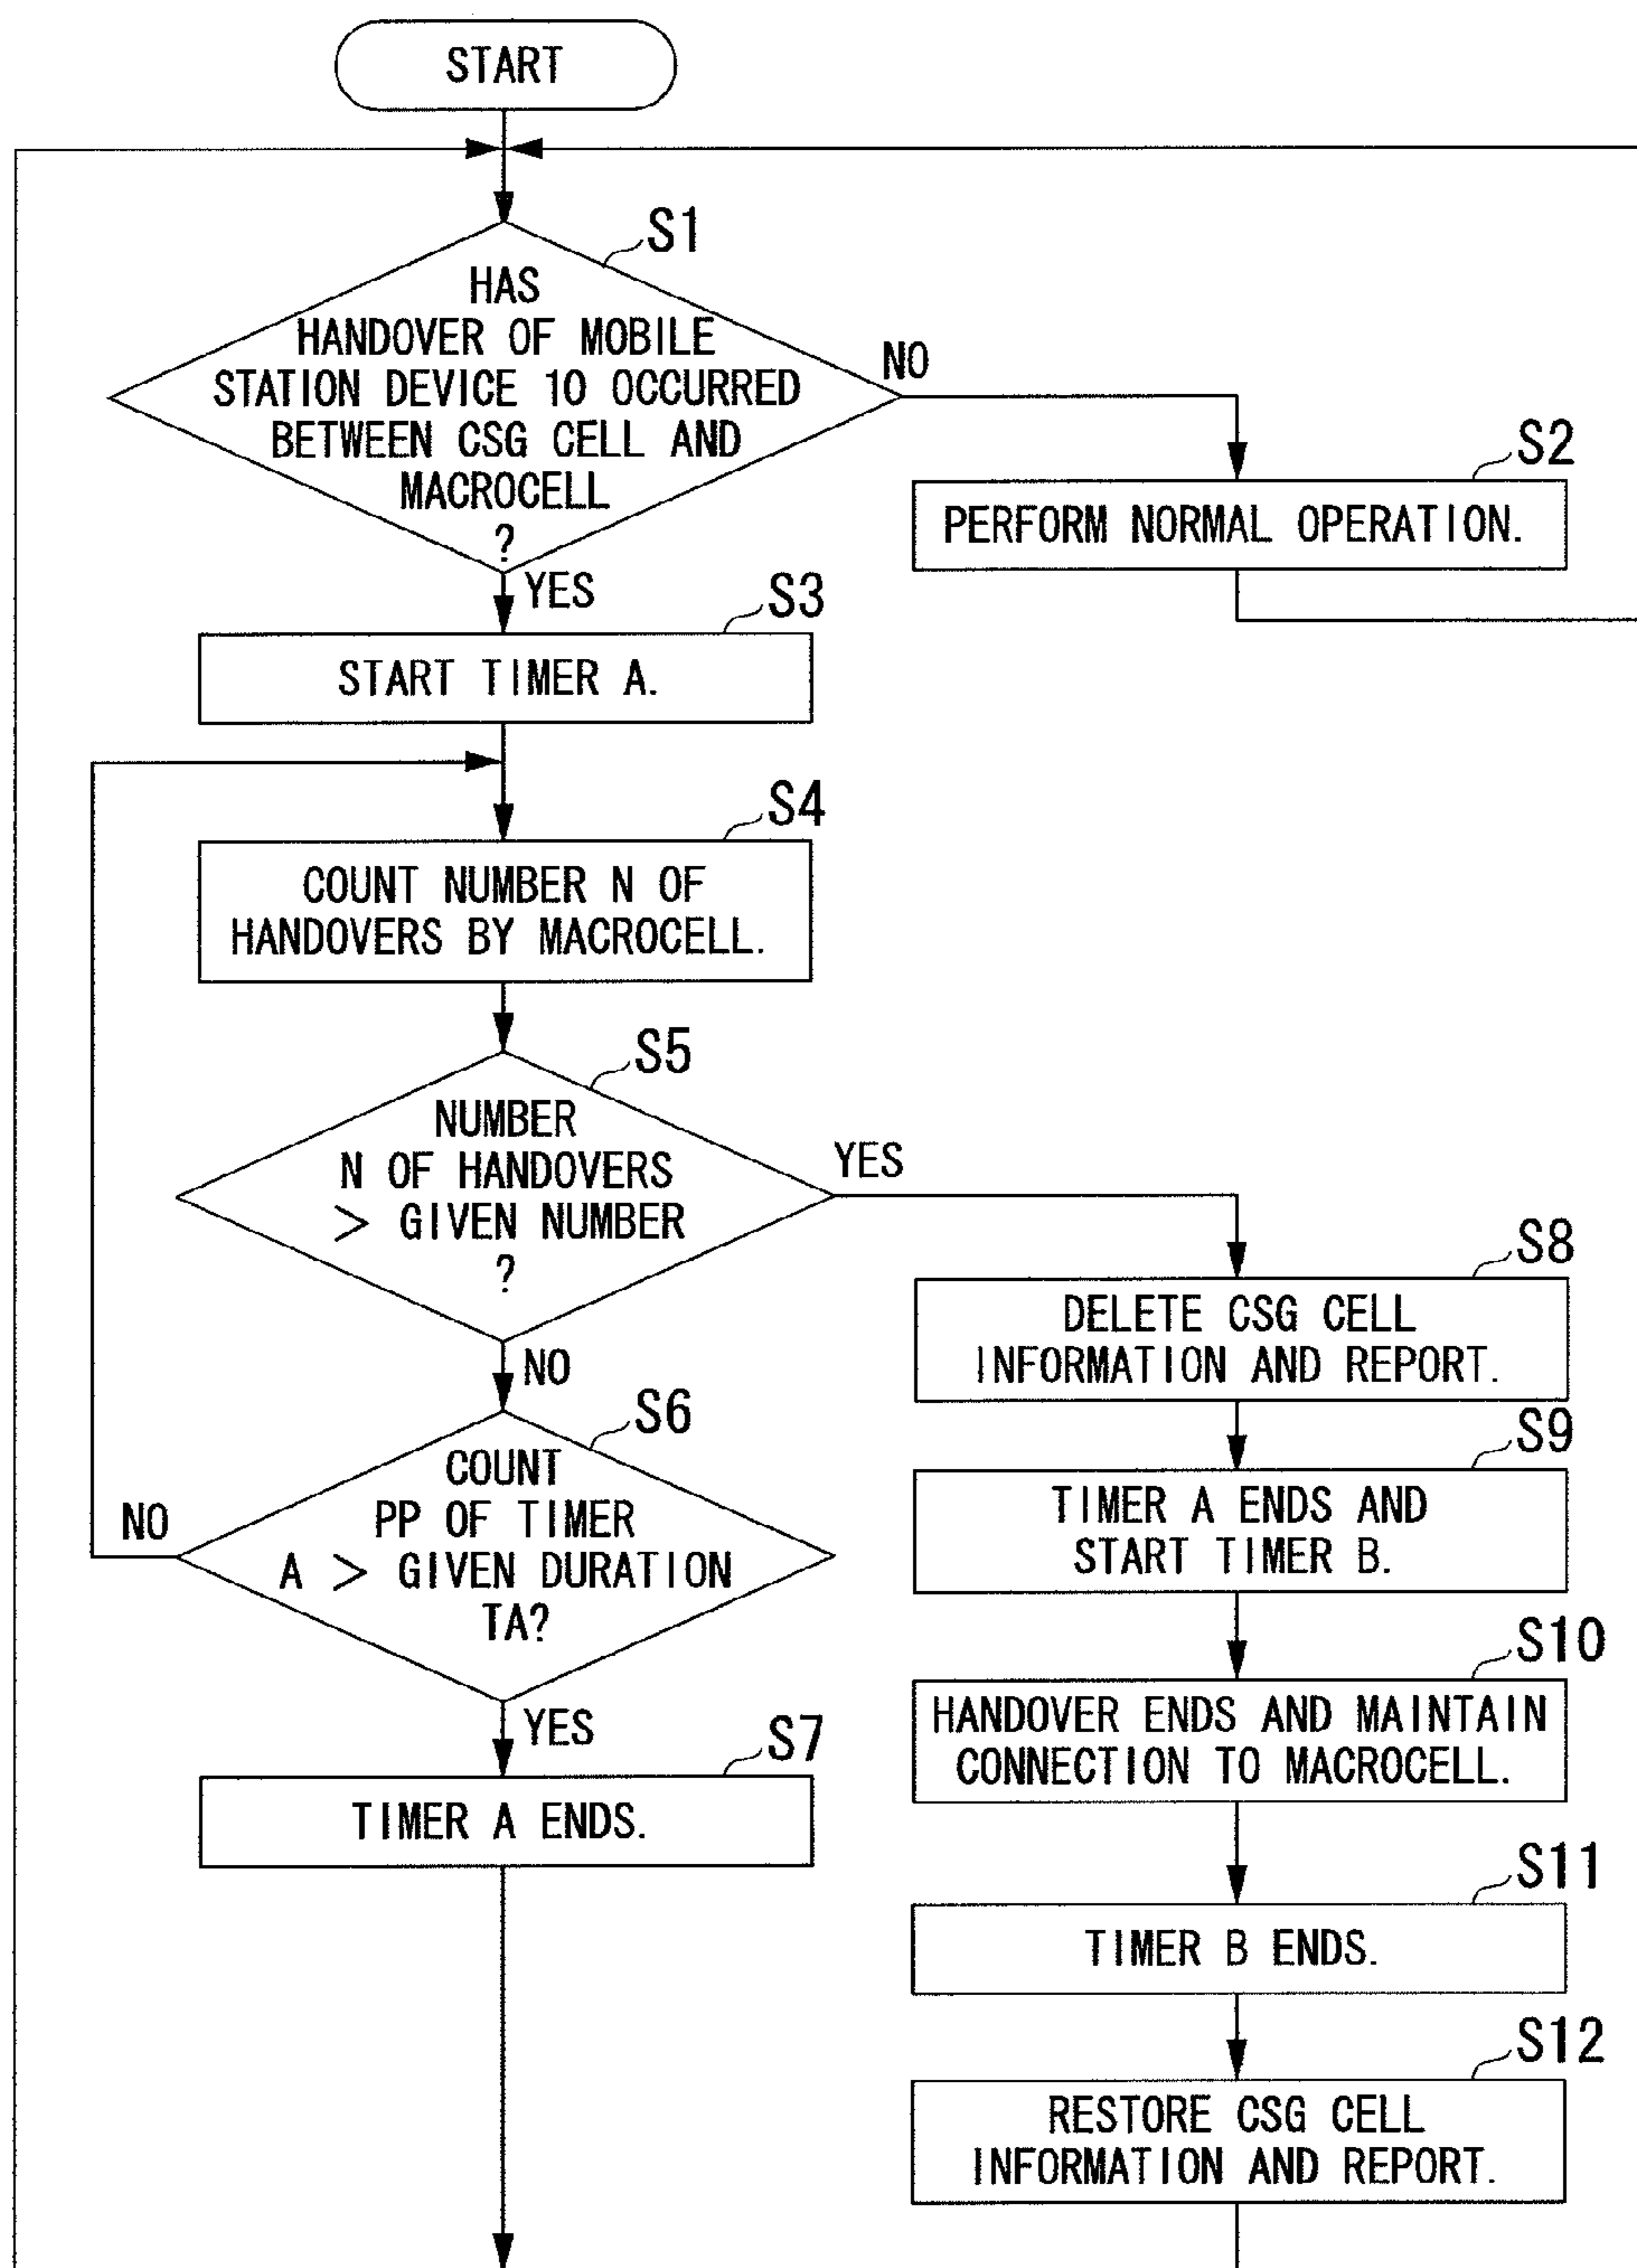 START
S1
HAS
HANDOVER OF MOBILE
STATION DEVICE 10 OCCURRED
BETWEEN CSG CELL AND
MACROCELL
?
NO
S2
PERFORM NORMAL OPERATION.
YES
S3
START TIMER A.
S4
COUNT NUMBER N OF
HANDOVERS BY MACROCELL.
S5
NUMBER
N OF HANDOVERS
> GIVEN NUMBER
?
YES
NO
S6
COUNT
PP OF TIMER
A > GIVEN DURATION
TA?
NO
YES
S7
TIMER A ENDS.
S8
DELETE CSG CELL
INFORMATION AND REPORT.
S9
TIMER A ENDS AND
START TIMER B.
S10
HANDOVER ENDS AND MAINTAIN
CONNECTION TO MACROCELL.
S11
TIMER B ENDS.
S12
RESTORE CSG CELL
INFORMATION AND REPORT.